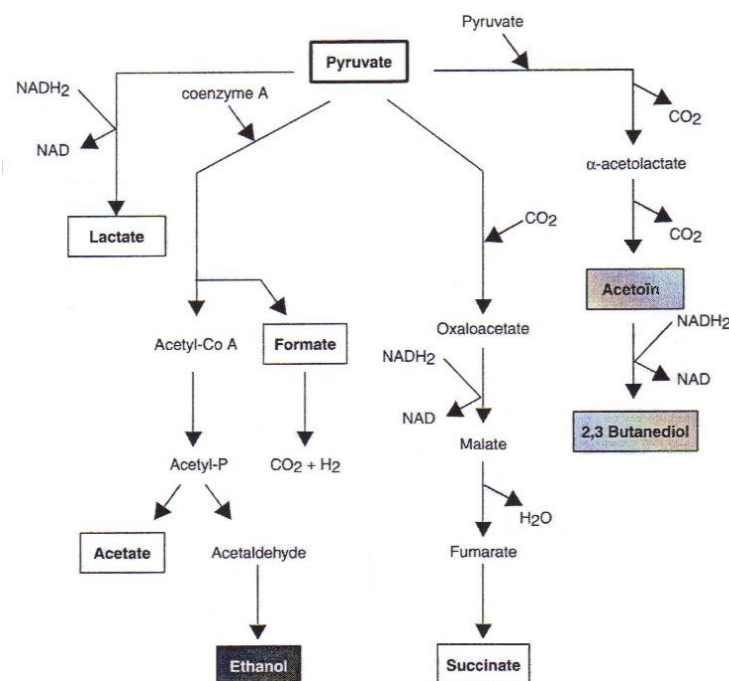 Pyruvate
Pyruvate
NADH2
coenzyme A
CO2
NAD
α-acetolactate
Lactate
CO2
CO2
Acetoïn
Oxaloacetate
NADH2
Acetyl-Co A
Formate
NADH2
NAD
NAD
2,3 Butanediol
Malate
Acetyl-P
CO2 + H2
H2O
Acetate
Acetaldehyde
Fumarate
Ethanol
Succinate